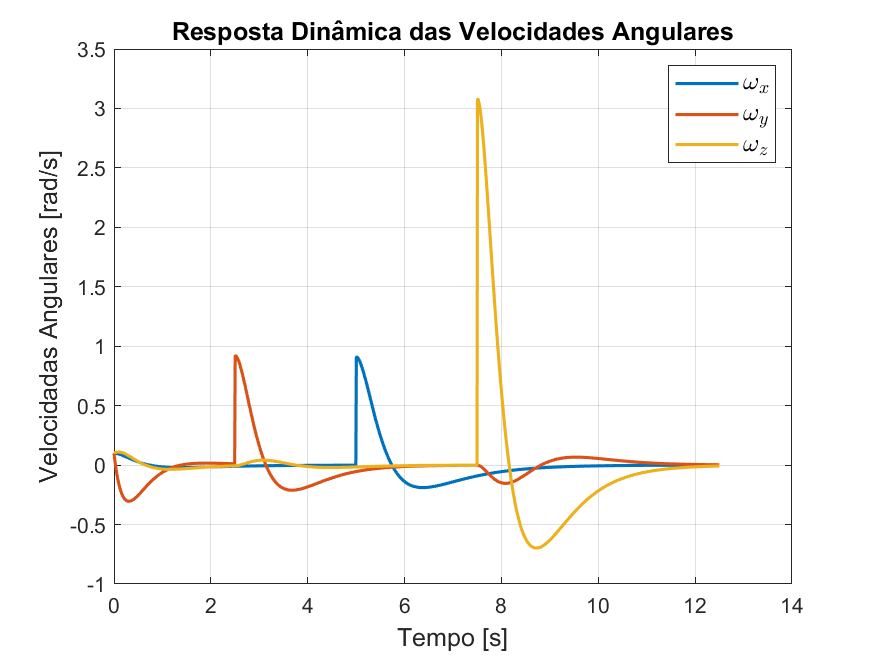 Resposta Dinâmica das Velocidades Angulares
3.5
3
2.5
2
1.5
1
0.5
0
-0.5
-1
Velocidadas Angulares [rad/s]
ωx
ωy
ωz
0 2 4 6 8 10 12 14
Tempo [s]